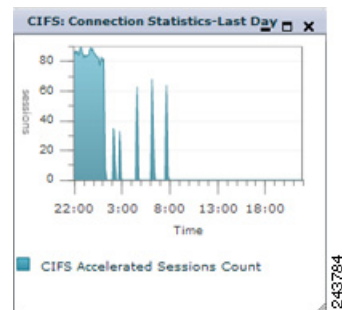 CIFS: Connection Statistics-Last Day
80
60
40
20
0
sessions
22:00 3:00 8:00 13:00 18:00
Time
CIFS Accelerated Sessions Count
243784